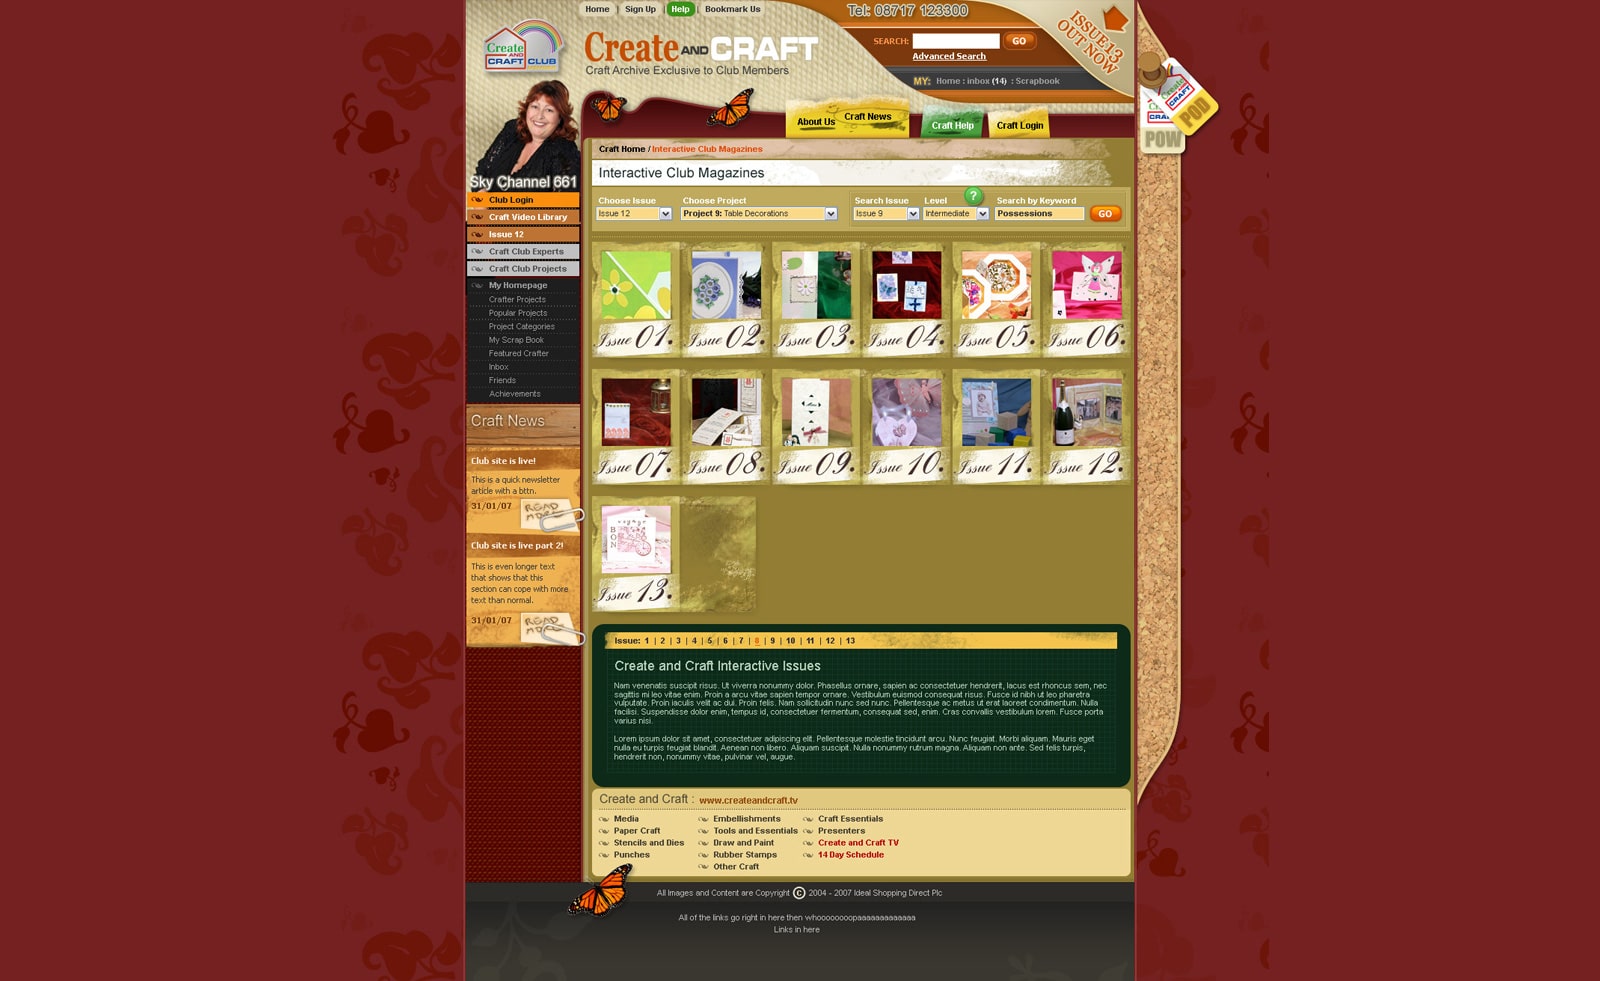 Home | Sign Up | Help | Bookmark Us
Tel: 08717 123300
Create AND CRAFT CLUB
Create AND CRAFT
Craft Archive Exclusive to Club Members
SEARCH: GO
Advanced Search
MY: Home : inbox (14) : Scrapbook
ISSUE13 OUT NOW
Create AND CRAFT
POD
POW
About Us
Craft News
Craft Help
Craft Login
Sky Channel 661
Club Login
Craft Video Library
Issue 12
Craft Club Experts
Craft Club Projects
My Homepage
Crafter Projects
Popular Projects
Project Categories
My Scrap Book
Featured Crafter
Inbox
Friends
Achievements
Craft News
Club site is live!
This is a quick newsletter
article with a bttn.
31/01/07
READ MORE
Club site is live part 2!
This is even longer text
that shows that this
section can cope with more
text than normal.
31/01/07
READ MORE
Craft Home / Interactive Club Magazines
Interactive Club Magazines
Choose Issue Choose Project Search Issue Level ? Search by Keyword
Issue 12 Project 9: Table Decorations Issue 9 Intermediate Possessions GO
Issue 01. Issue 02. Issue 03. Issue 04. Issue 05. Issue 06.
Issue 07. Issue 08. Issue 09. Issue 10. Issue 11. Issue 12.
BON
Issue 13.
Issue: 1 | 2 | 3 | 4 | 5 | 6 | 7 | 8 | 9 | 10 | 11 | 12 | 13
Create and Craft Interactive Issues
Nam venenatis suscipit risus. Ut viverra nonummy dolor. Phasellus ornare, sapien ac consectetuer hendrerit, lacus est rhoncus sem, nec
sagittis mi leo vitae enim. Proin a arcu vitae sapien tempor ornare. Vestibulum euismod consequat risus. Fusce id nibh ut leo pharetra
vulputate. Proin iaculis velit ac dui. Proin felis. Nam sollicitudin nunc sed nunc. Pellentesque ac metus ut erat laoreet condimentum. Nulla
facilisi. Suspendisse dolor enim, tempus id, consectetuer fermentum, consequat sed, enim. Cras convallis vestibulum lorem. Fusce porta
varius nisi.
Lorem ipsum dolor sit amet, consectetuer adipiscing elit. Pellentesque molestie tincidunt arcu. Nunc feugiat. Morbi aliquam. Mauris eget
nulla eu turpis feugiat blandit. Aenean non libero. Aliquam suscipit. Nulla nonummy rutrum magna. Aliquam non ante. Sed felis turpis,
hendrerit non, nonummy vitae, pulvinar vel, augue.
Create and Craft : www.createandcraft.tv
Media Embellishments Craft Essentials
Paper Craft Tools and Essentials Presenters
Stencils and Dies Draw and Paint Create and Craft TV
Punches Rubber Stamps 14 Day Schedule
Other Craft
All Images and Content are Copyright © 2004 - 2007 Ideal Shopping Direct Plc
All of the links go right in here then whoooooooopaaaaaaaaaaaaa
Links in here